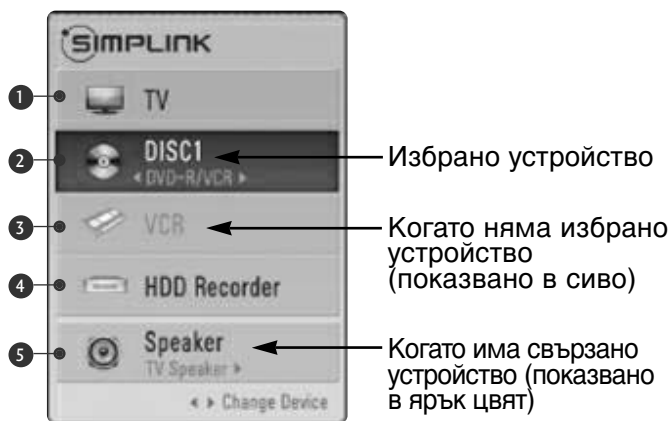 SIMPLINK
1 TV
2 DISC1
◄ DVD-R/VCR ►
Избрано устройство
3 VCR
Когато няма избрано
устройство
(показвано в сиво)
4 HDD Recorder
5 Speaker
TV Speaker ►
Когато има свързано
устройство (показвано
в ярък цвят)
◄ ► Change Device